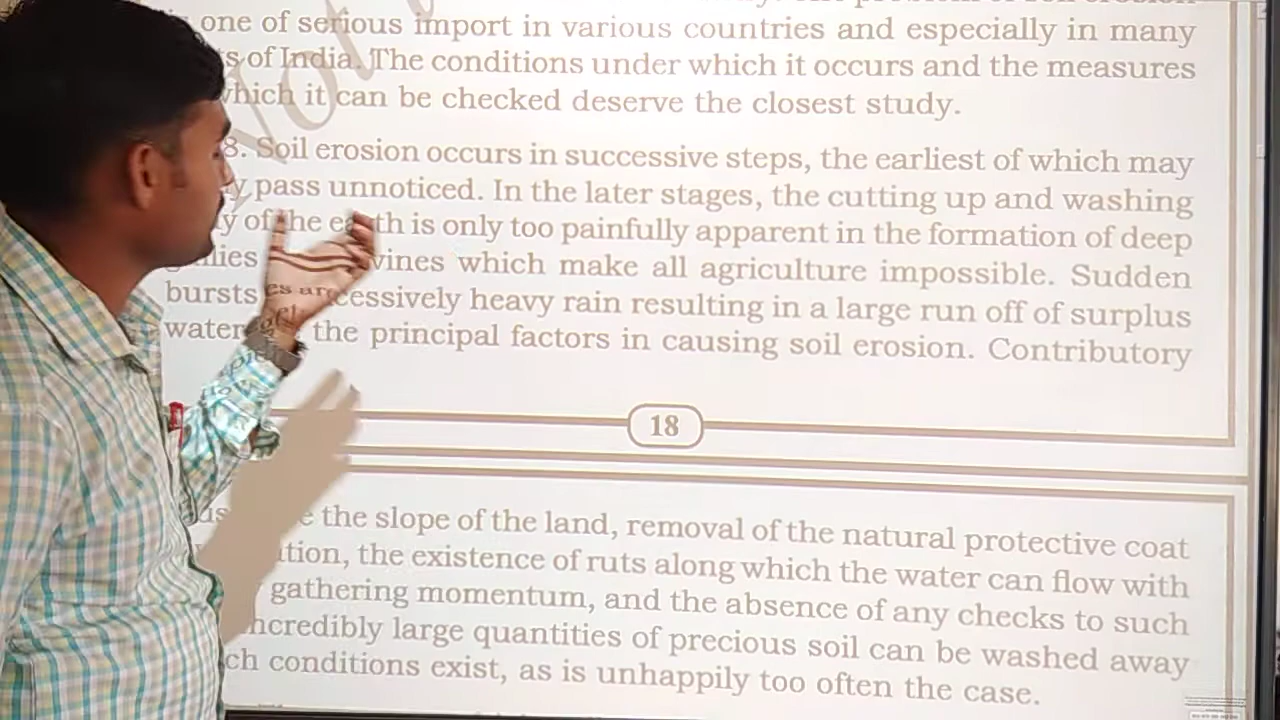 one of serious import in various countries and especially in many
of India. The conditions under which it occurs and the measures
which it can be checked deserve the closest study.
8. Soil erosion occurs in successive steps, the earliest of which may
pass unnoticed. In the later stages, the cutting up and washing
of the earth is only too painfully apparent in the formation of deep
which make all agriculture impossible. Sudden
bursts heavy rain resulting in a large run off of surplus
water the principal factors in causing soil erosion. Contributory
18
the slope of the land, removal of the natural protective coat
the existence of ruts along which the water can flow with
gathering momentum, and the absence of any checks to such
incredibly large quantities of precious soil can be washed away
conditions exist, as is unhappily too often the case.
Not